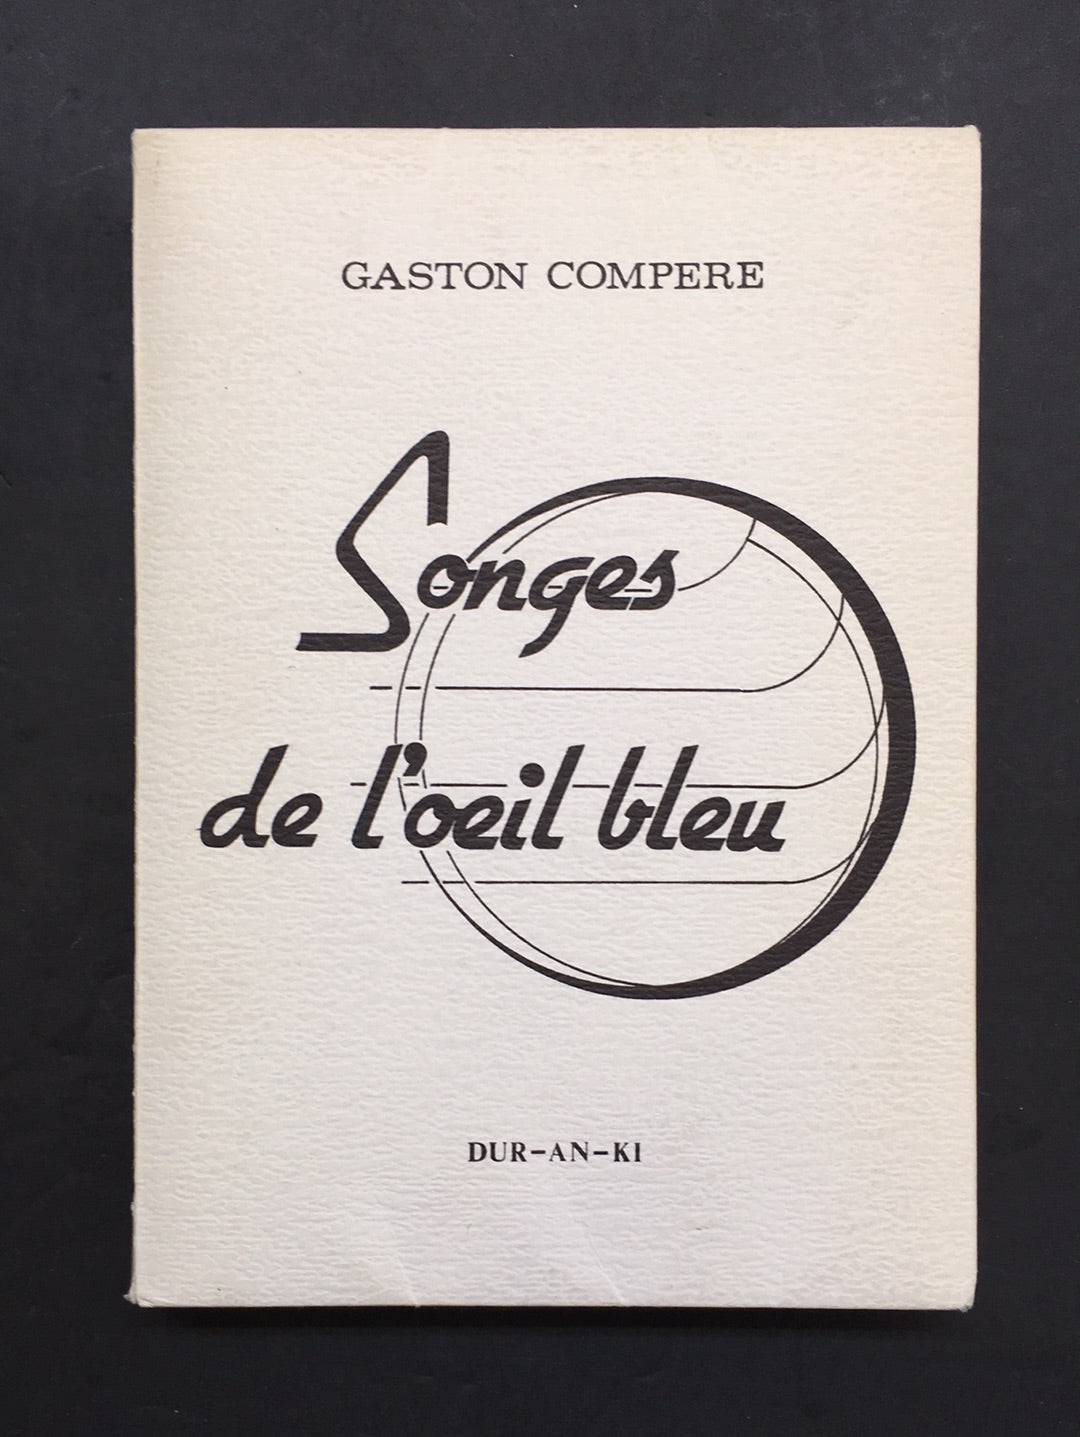 GASTON COMPERE
Songes
de l'oeil bleu
DUR-AN-KI